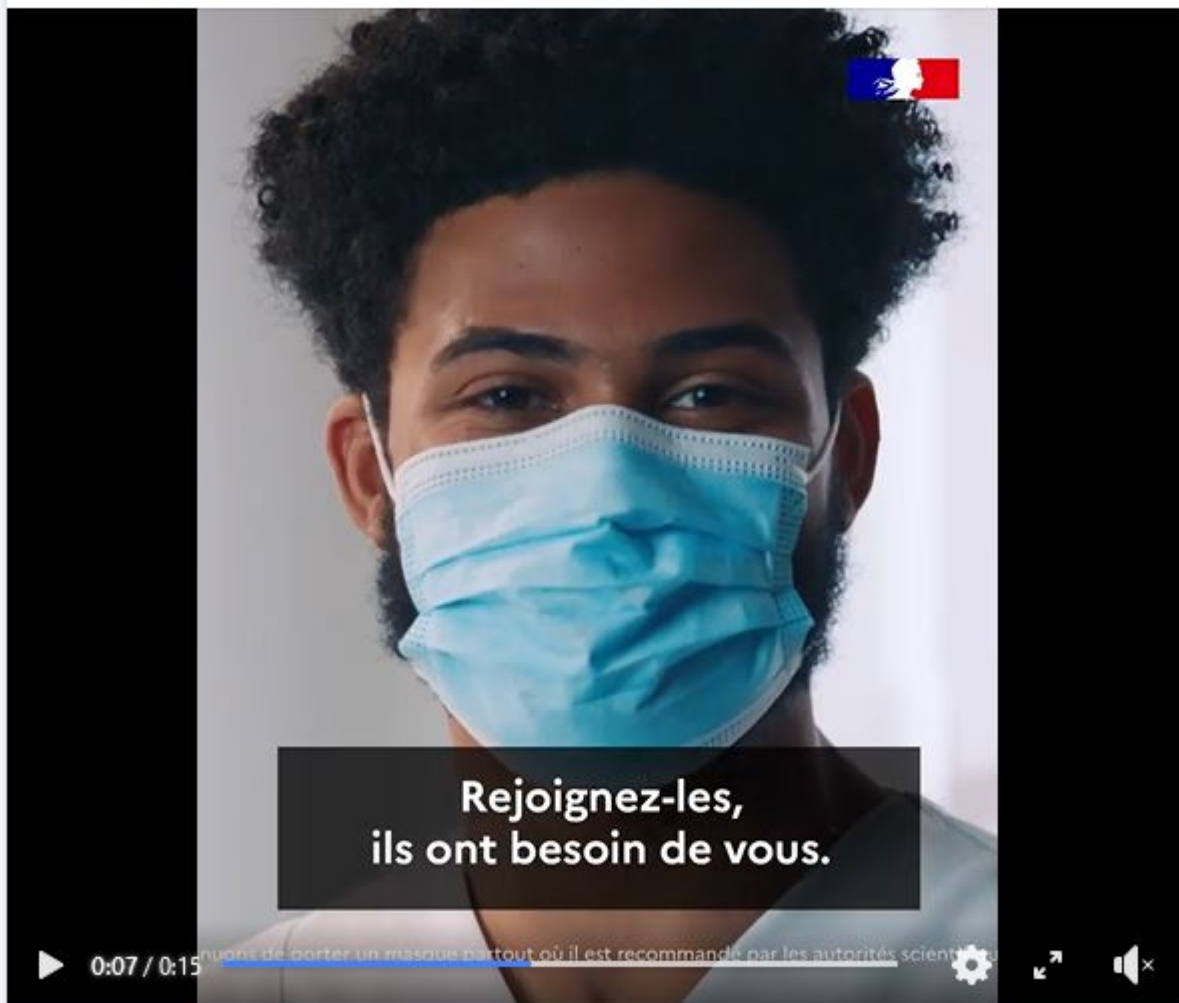 Rejoignez-les,
ils ont besoin de vous.
de porter un masque partout où il est recommandé par les autorités
0:07 / 0:15